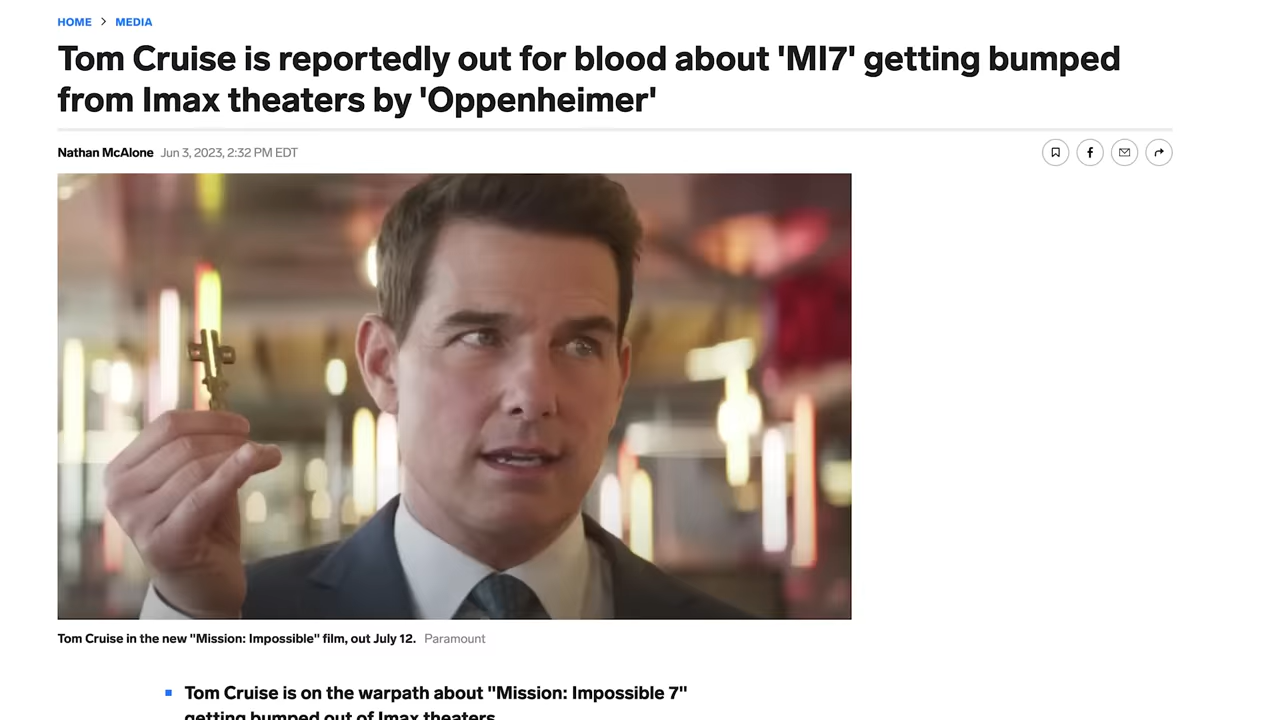 HOME > MEDIA
Tom Cruise is reportedly out for blood about 'MI7' getting bumped
from Imax theaters by 'Oppenheimer'
Nathan McAlone Jun 3, 2023, 2:32 PM EDT
Tom Cruise in the new "Mission: Impossible" film, out July 12. Paramount
Tom Cruise is on the warpath about "Mission: Impossible 7"
getting bumped out of Imax theaters